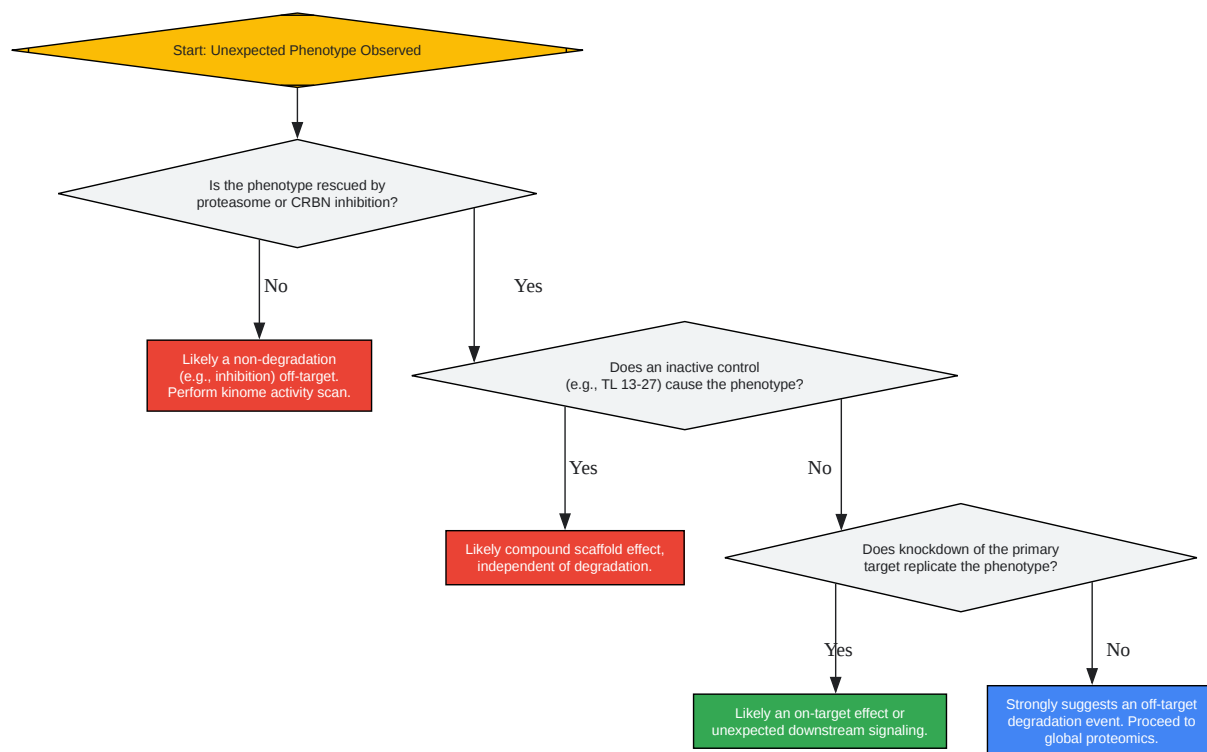 Start: Unexpected Phenotype Observed
Is the phenotype rescued by
proteasome or CRBN inhibition?
No
Yes
Likely a non-degradation
(e.g., inhibition) off-target.
Perform kinome activity scan.
Does an inactive control
(e.g., TL 13-27) cause the phenotype?
Yes
No
Likely compound scaffold effect,
independent of degradation.
Does knockdown of the primary
target replicate the phenotype?
Yes
No
Likely an on-target effect or
unexpected downstream signaling.
Strongly suggests an off-target
degradation event. Proceed to
global proteomics.